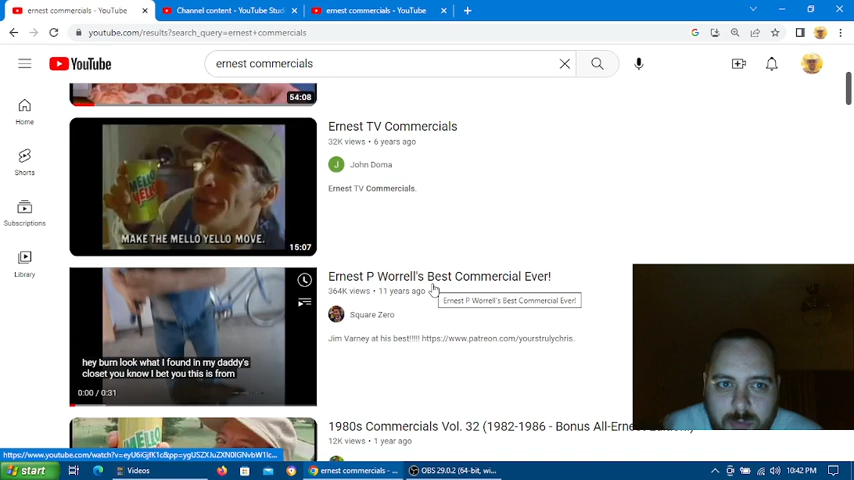 ernest commercials - YouTube
Channel content - YouTube Stud
ernest commercials - YouTube
youtube.com/results?search_query=ernest+commercials
YouTube
ernest commercials
54:08
Home
Shorts
Subscriptions
Library
MELLO YELLO
MAKE THE MELLO YELLO MOVE.
15:07
Ernest TV Commercials
32K views • 6 years ago
J
John Doma
Ernest TV Commercials.
hey burn look what I found in my daddy's
closet you know I bet you this is from
0:00 / 0:31
Ernest P Worrell's Best Commercial Ever!
364K views • 11 years ago
Ernest P Worrell's Best Commercial Ever!
Square Zero
Jim Varney at his best!!!!! https://www.patreon.com/yourstrulychris.
1980s Commercials Vol. 32 (1982-1986 - Bonus All-Ernest
12K views • 1 year ago
start
Videos
ernest commercials - ...
OBS 29.0.2 (64-bit, wi...
10:42 PM